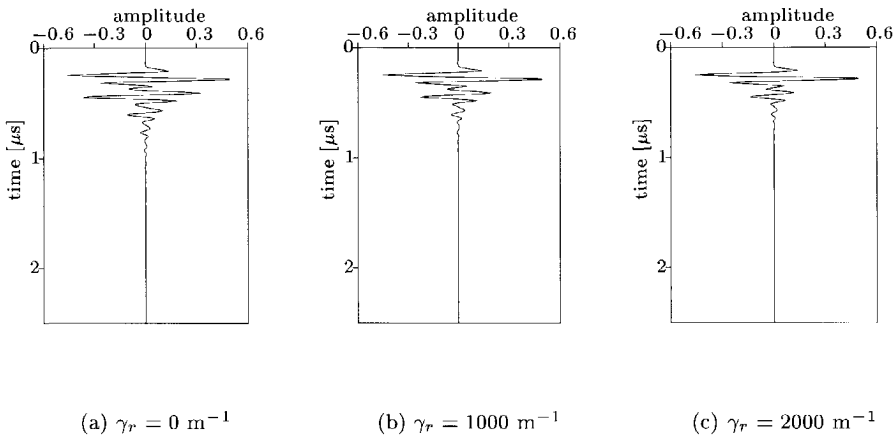 amplitude amplitude amplitude
−0.6 −0.3 0 0.3 0.6 −0.6 −0.3 0 0.3 0.6 −0.6 −0.3 0 0.3 0.6
0 0 0
time [μs] time [μs] time [μs]
1 1 1
2 2 2
(a) γr = 0 m−1 (b) γr = 1000 m−1 (c) γr = 2000 m−1